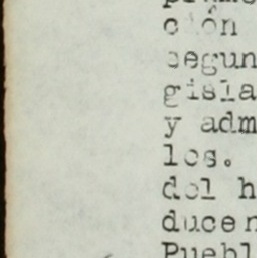 ción
segun
gisla
y adm
los.
del h
ducen
Puebl